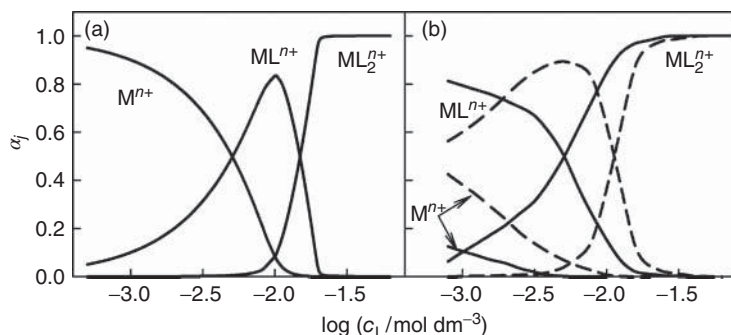 (a)
(b)
1.0
0.8
0.6
0.4
0.2
0.0
α_j
Mⁿ⁺
MLⁿ⁺
ML₂ⁿ⁺
MLⁿ⁺
Mⁿ⁺
ML₂ⁿ⁺
−3.0 −2.5 −2.0 −1.5
−3.0 −2.5 −2.0 −1.5
log (c_L/mol dm⁻³)